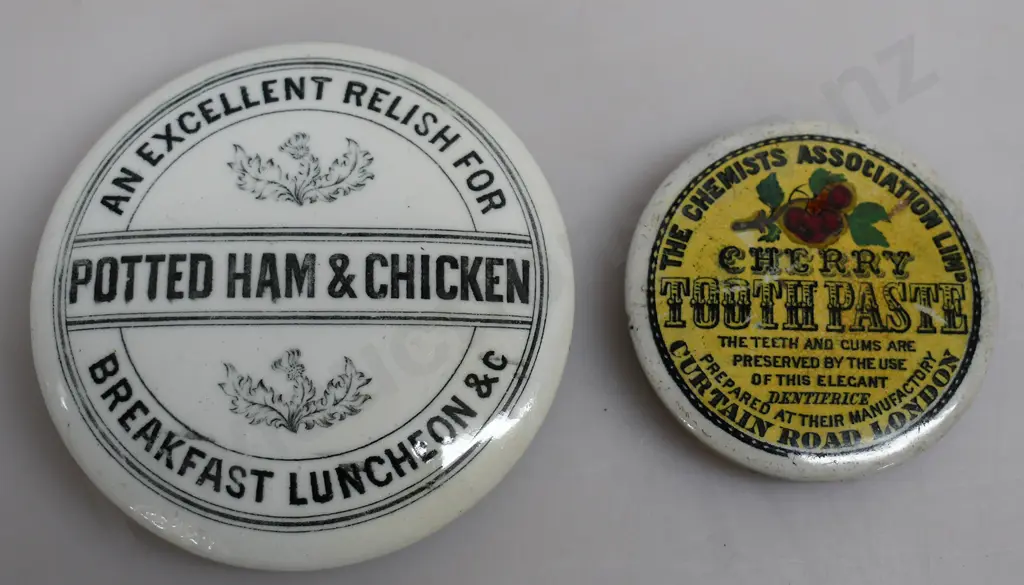 AN EXCELLENT RELISH FOR
POTTED HAM & CHICKEN
BREAKFAST LUNCHEON &C
THE CHEMISTS ASSOCIATION LIMD
CHERRY
TOOTH PASTE
THE TEETH AND GUMS ARE
PRESERVED BY THE USE
OF THIS ELEGANT
DENTIFRICE
PREPARED AT THEIR MANUFACTORY
CURTAIN ROAD LONDON